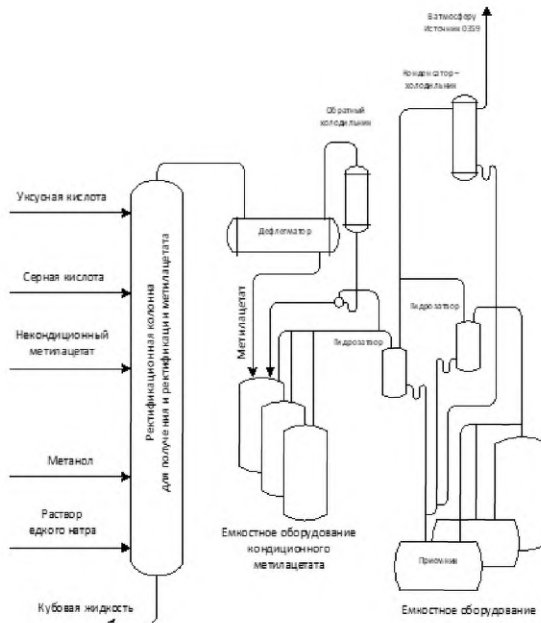 В атмосферу
Источник 0359
Конденсатор –
холодильник
Обратный
холодильник
Уксусная кислота
Дефлегматор
Серная кислота
Некондиционный
метилацетат
Ректификационная колонна
для получения и ректификации метилацетата
Метилацетат
Гидрозатвор
Гидрозатвор
Метанол
Раствор
едкого натра
Емкостное оборудование
кондиционного
метилацетата
Приемник
Кубовая жидкость
Емкостное оборудование